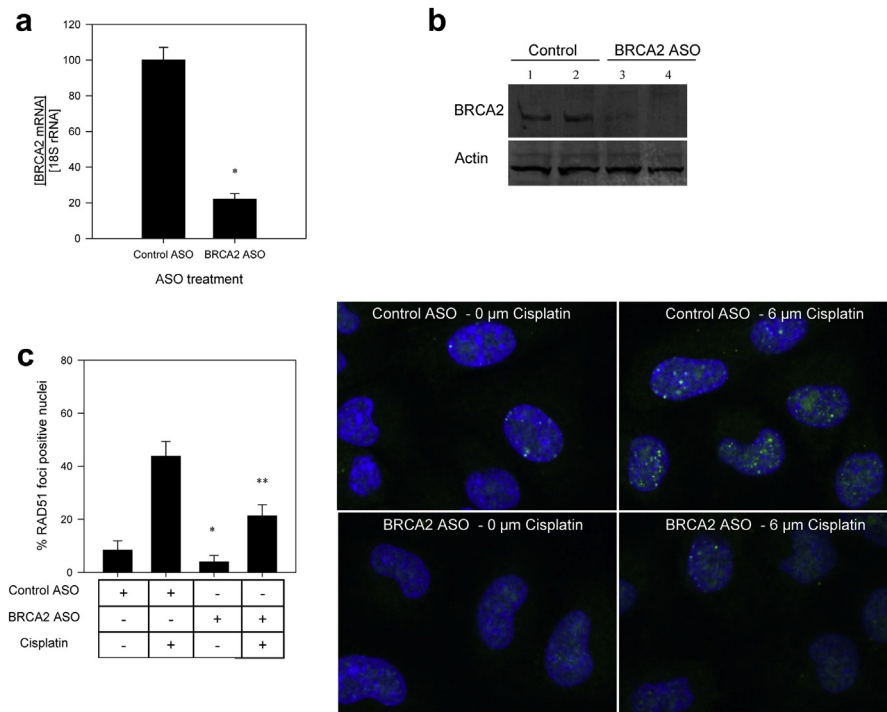 a
120
100
80
60
40
20
0
[BRCA2 mRNA]
[18S rRNA]
*
Control ASO BRCA2 ASO
ASO treatment
b
Control BRCA2 ASO
1 2 3 4
BRCA2
Actin
c
80
60
40
20
0
% RAD51 foci positive nuclei
* **
Control ASO + + - -
BRCA2 ASO - - + +
Cisplatin - + - +
Control ASO - 0 µm Cisplatin
Control ASO - 6 µm Cisplatin
BRCA2 ASO - 0 µm Cisplatin
BRCA2 ASO - 6 µm Cisplatin